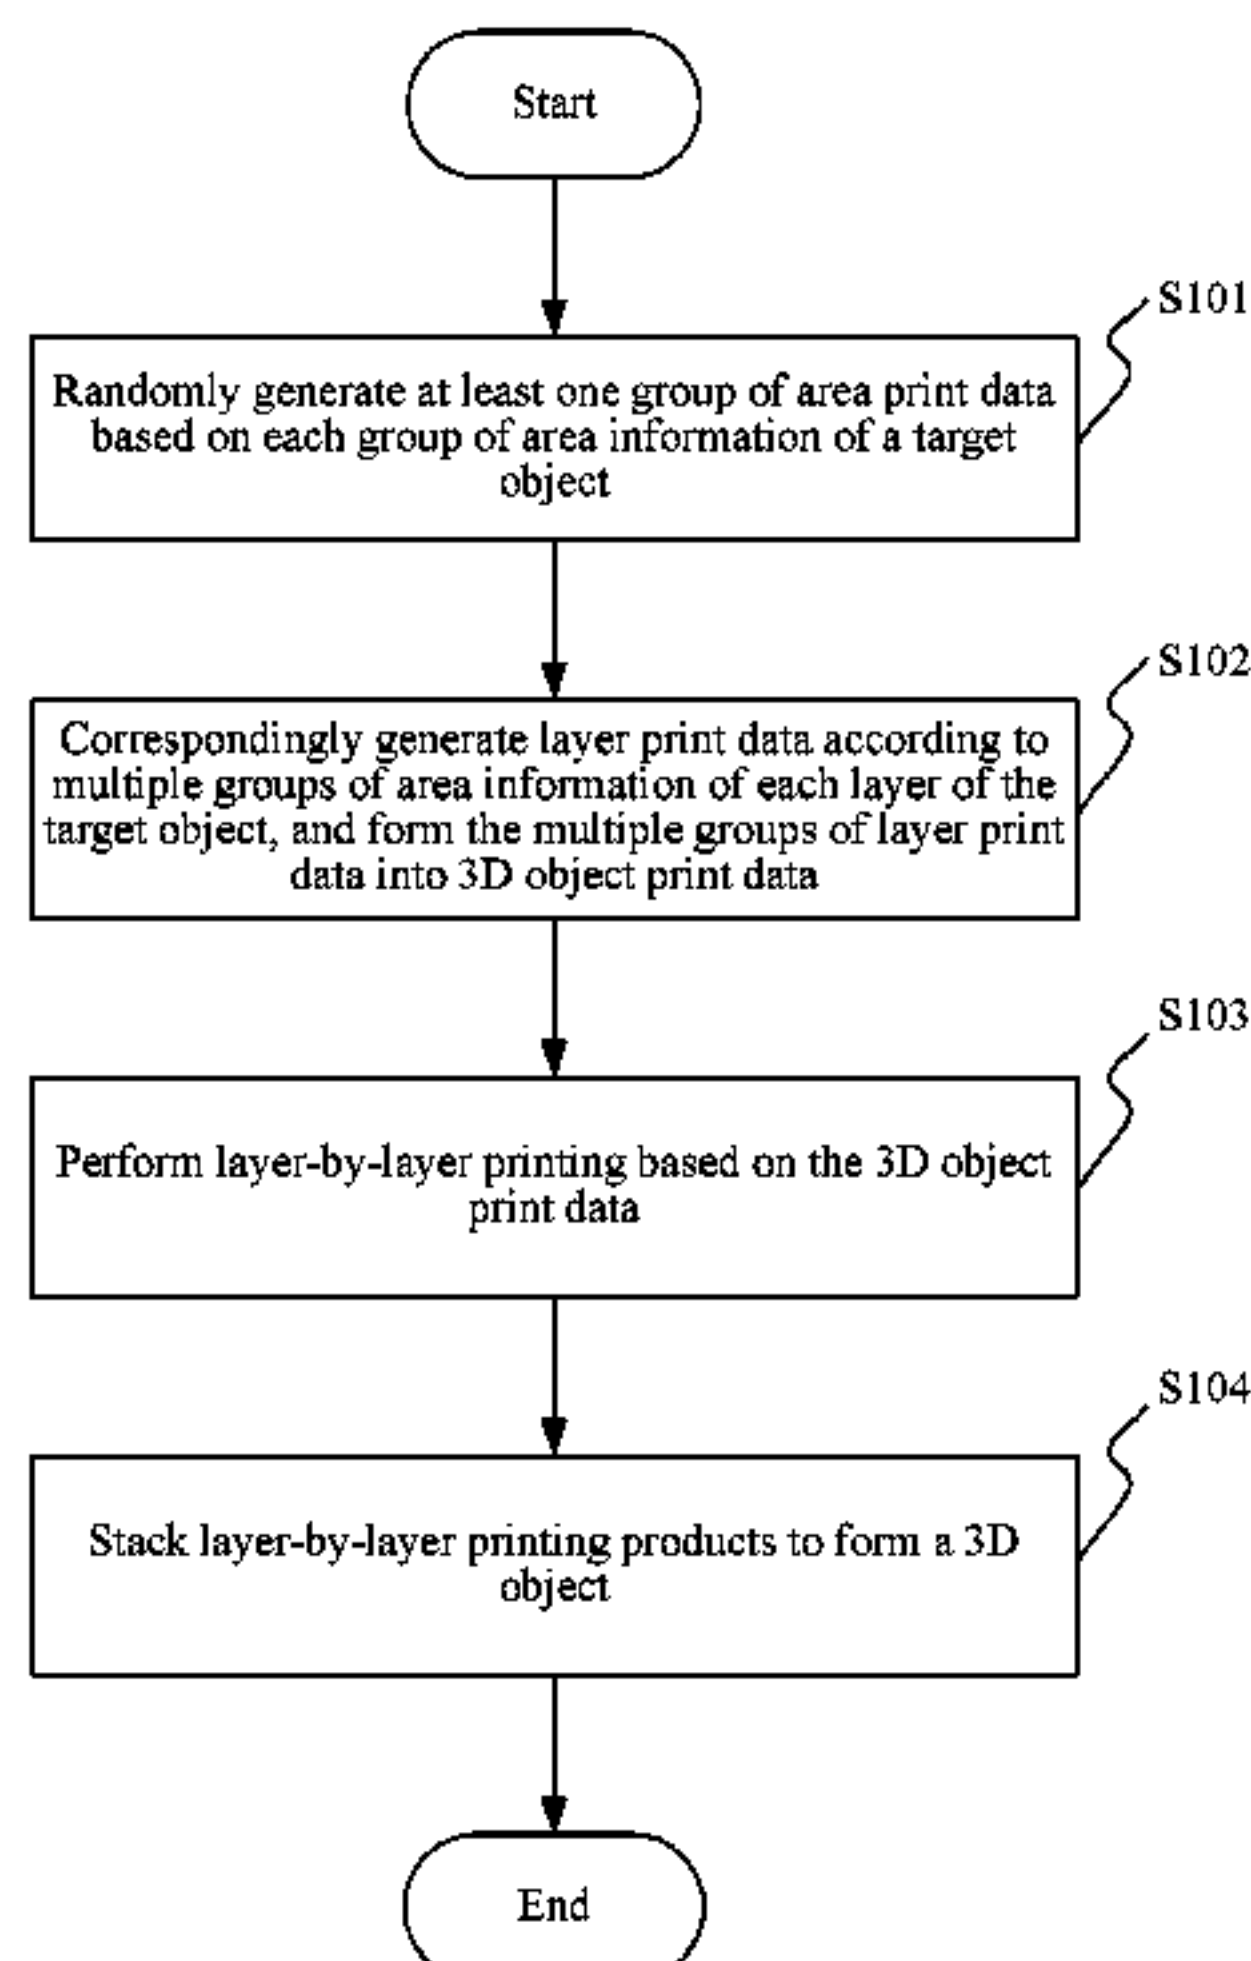 Start
S101
Randomly generate at least one group of area print data
based on each group of area information of a target
object
S102
Correspondingly generate layer print data according to
multiple groups of area information of each layer of the
target object, and form the multiple groups of layer print
data into 3D object print data
S103
Perform layer-by-layer printing based on the 3D object
print data
S104
Stack layer-by-layer printing products to form a 3D
object
End